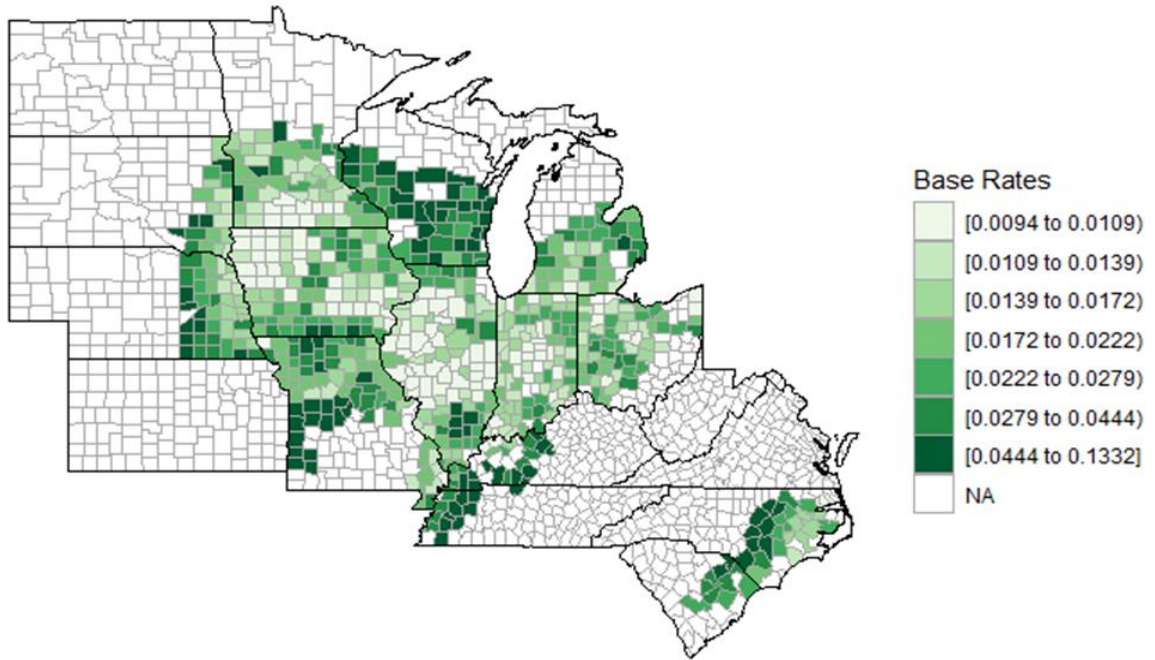 Base Rates
[0.0094 to 0.0109)
[0.0109 to 0.0139)
[0.0139 to 0.0172)
[0.0172 to 0.0222)
[0.0222 to 0.0279)
[0.0279 to 0.0444)
[0.0444 to 0.1332]
NA